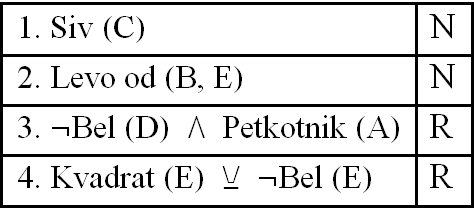 1. Siv (C) N
2. Levo od (B, E) N
3. ¬Bel (D) ∧ Petkotnik (A) R
4. Kvadrat (E) ⊻ ¬Bel (E) R